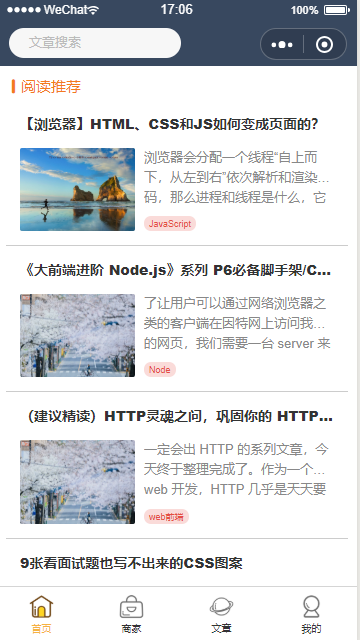 WeChat 17:06 100%
文章搜索
阅读推荐
【浏览器】HTML、CSS和JS如何变成页面的？
浏览器会分配一个线程“自上而
下，从左到右”依次解析和渲染...
码，那么进程和线程是什么，它
JavaScript
《大前端进阶 Node.js》系列 P6必备脚手架/C...
了让用户可以通过网络浏览器之
类的客户端在因特网上访问我...
的网页，我们需要一台 server 来
Node
（建议精读）HTTP灵魂之问，巩固你的 HTTP...
一定会出 HTTP 的系列文章，今
天终于整理完成了。作为一个...
web 开发，HTTP 几乎是天天要
web前端
9张看面试题也写不出来的CSS图案
首页 商家 文章 我的